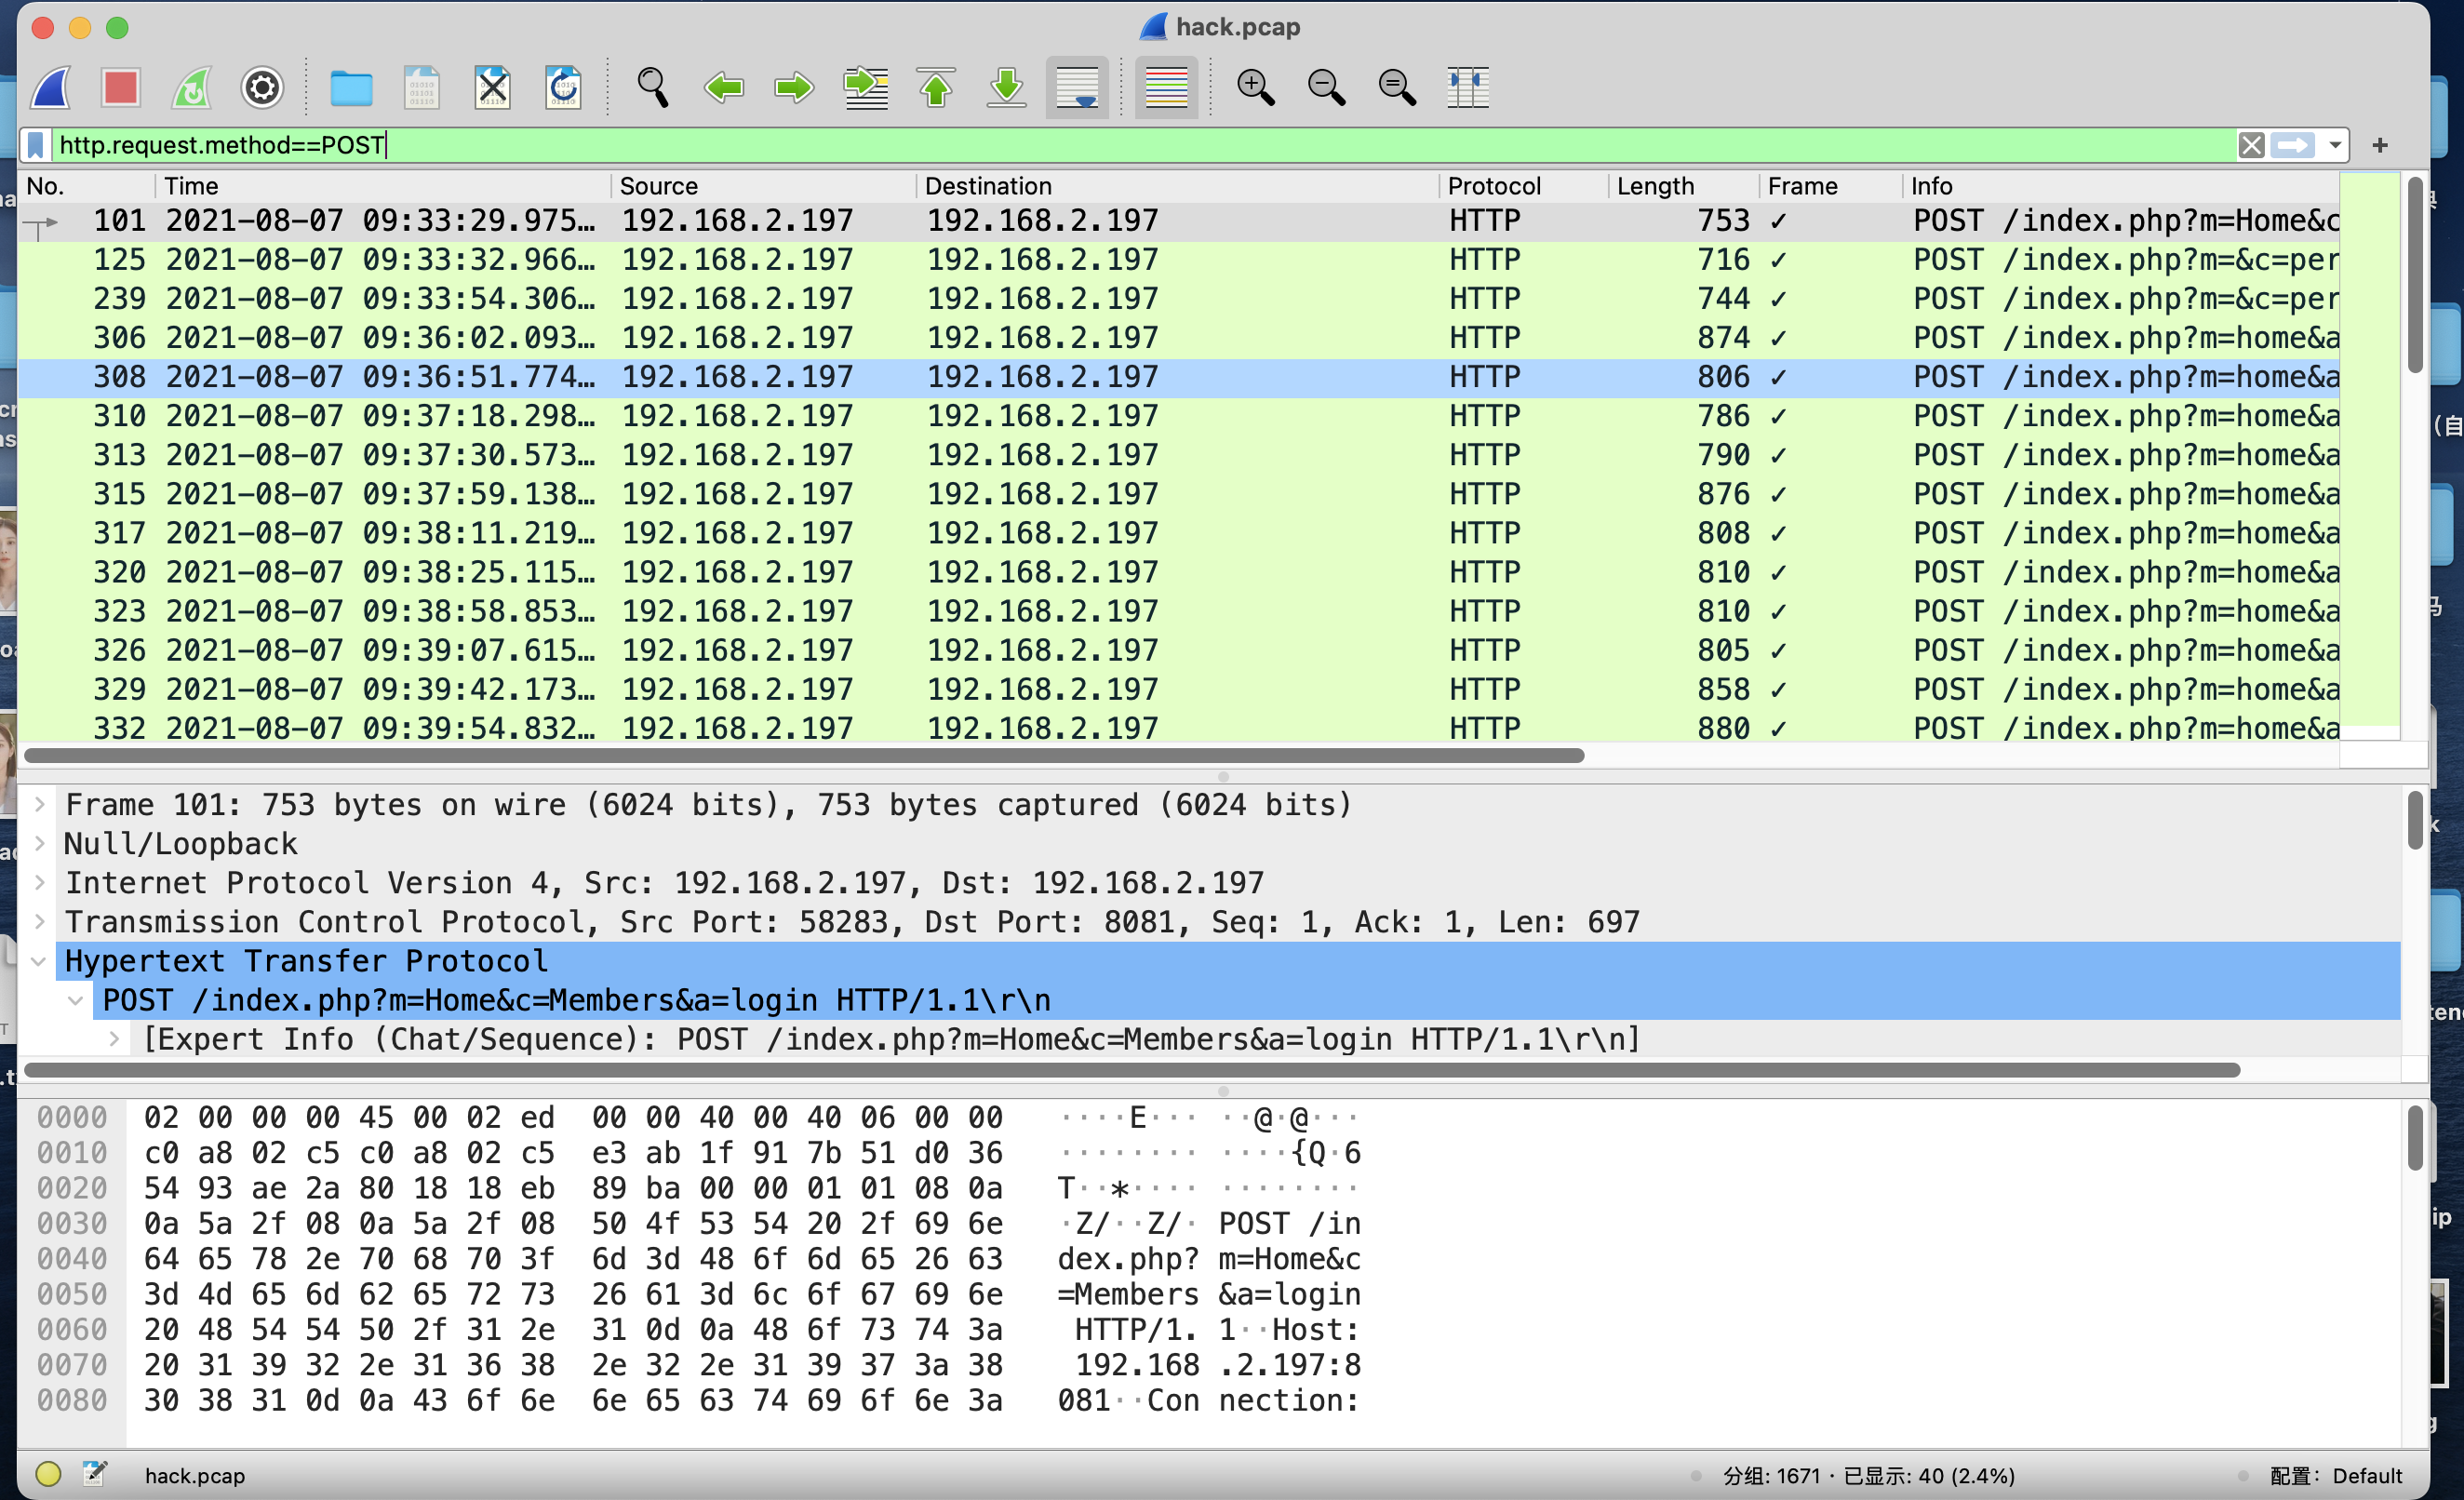 hack.pcap
http.request.method==POST
No. Time Source Destination Protocol Length Frame Info
101 2021-08-07 09:33:29.975… 192.168.2.197 192.168.2.197 HTTP 753 ✓ POST /index.php?m=Home&c
125 2021-08-07 09:33:32.966… 192.168.2.197 192.168.2.197 HTTP 716 ✓ POST /index.php?m=&c=per
239 2021-08-07 09:33:54.306… 192.168.2.197 192.168.2.197 HTTP 744 ✓ POST /index.php?m=&c=per
306 2021-08-07 09:36:02.093… 192.168.2.197 192.168.2.197 HTTP 874 ✓ POST /index.php?m=home&a
308 2021-08-07 09:36:51.774… 192.168.2.197 192.168.2.197 HTTP 806 ✓ POST /index.php?m=home&a
310 2021-08-07 09:37:18.298… 192.168.2.197 192.168.2.197 HTTP 786 ✓ POST /index.php?m=home&a
313 2021-08-07 09:37:30.573… 192.168.2.197 192.168.2.197 HTTP 790 ✓ POST /index.php?m=home&a
315 2021-08-07 09:37:59.138… 192.168.2.197 192.168.2.197 HTTP 876 ✓ POST /index.php?m=home&a
317 2021-08-07 09:38:11.219… 192.168.2.197 192.168.2.197 HTTP 808 ✓ POST /index.php?m=home&a
320 2021-08-07 09:38:25.115… 192.168.2.197 192.168.2.197 HTTP 810 ✓ POST /index.php?m=home&a
323 2021-08-07 09:38:58.853… 192.168.2.197 192.168.2.197 HTTP 810 ✓ POST /index.php?m=home&a
326 2021-08-07 09:39:07.615… 192.168.2.197 192.168.2.197 HTTP 805 ✓ POST /index.php?m=home&a
329 2021-08-07 09:39:42.173… 192.168.2.197 192.168.2.197 HTTP 858 ✓ POST /index.php?m=home&a
332 2021-08-07 09:39:54.832… 192.168.2.197 192.168.2.197 HTTP 880 ✓ POST /index.php?m=home&a
Frame 101: 753 bytes on wire (6024 bits), 753 bytes captured (6024 bits)
Null/Loopback
Internet Protocol Version 4, Src: 192.168.2.197, Dst: 192.168.2.197
Transmission Control Protocol, Src Port: 58283, Dst Port: 8081, Seq: 1, Ack: 1, Len: 697
Hypertext Transfer Protocol
POST /index.php?m=Home&c=Members&a=login HTTP/1.1\r\n
[Expert Info (Chat/Sequence): POST /index.php?m=Home&c=Members&a=login HTTP/1.1\r\n]
0000 02 00 00 00 45 00 02 ed 00 00 40 00 40 06 00 00 ····E··· ··@·@···
0010 c0 a8 02 c5 c0 a8 02 c5 e3 ab 1f 91 7b 51 d0 36 ········ ····{Q·6
0020 54 93 ae 2a 80 18 18 eb 89 ba 00 00 01 01 08 0a T··*···· ········
0030 0a 5a 2f 08 0a 5a 2f 08 50 4f 53 54 20 2f 69 6e ·Z/··Z/· POST /in
0040 64 65 78 2e 70 68 70 3f 6d 3d 48 6f 6d 65 26 63 dex.php? m=Home&c
0050 3d 4d 65 6d 62 65 72 73 26 61 3d 6c 6f 67 69 6e =Members &a=login
0060 20 48 54 54 50 2f 31 2e 31 0d 0a 48 6f 73 74 3a HTTP/1. 1··Host:
0070 20 31 39 32 2e 31 36 38 2e 32 2e 31 39 37 3a 38 192.168 .2.197:8
0080 30 38 31 0d 0a 43 6f 6e 6e 65 63 74 69 6f 6e 3a 081··Con nection:
hack.pcap 分组: 1671 · 已显示: 40 (2.4%) 配置: Default